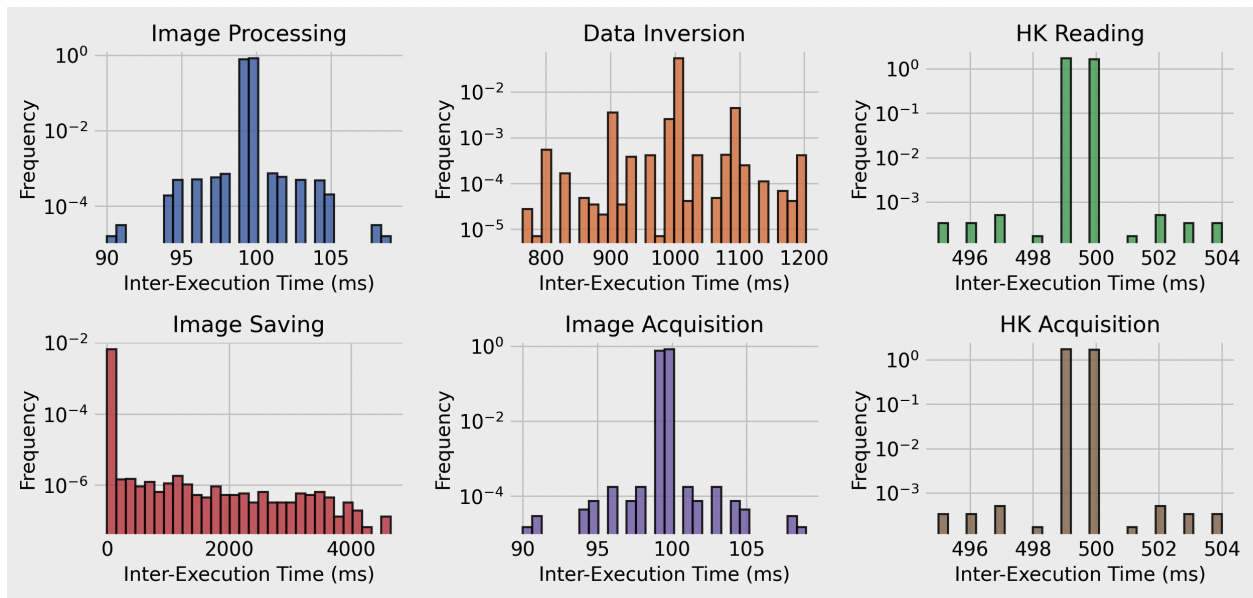 Image Processing
Frequency
10⁰
10⁻²
10⁻⁴
90 95 100 105
Inter-Execution Time (ms)
Data Inversion
Frequency
10⁻²
10⁻³
10⁻⁴
10⁻⁵
800 900 1000 1100 1200
Inter-Execution Time (ms)
HK Reading
Frequency
10⁰
10⁻¹
10⁻²
10⁻³
496 498 500 502 504
Inter-Execution Time (ms)
Image Saving
Frequency
10⁻²
10⁻⁴
10⁻⁶
0 2000 4000
Inter-Execution Time (ms)
Image Acquisition
Frequency
10⁰
10⁻²
10⁻⁴
90 95 100 105
Inter-Execution Time (ms)
HK Acquisition
Frequency
10⁰
10⁻¹
10⁻²
10⁻³
496 498 500 502 504
Inter-Execution Time (ms)